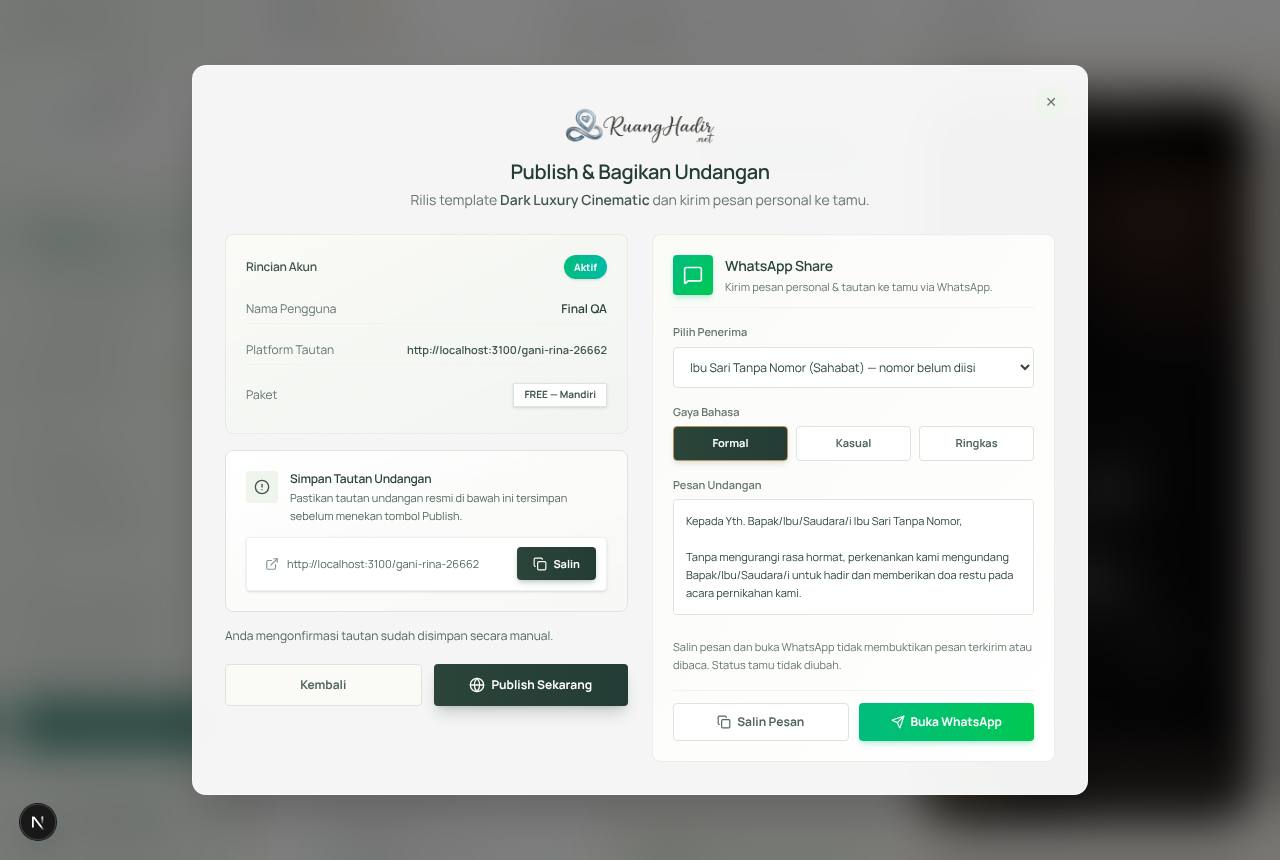 RuangHadir
.net
Publish & Bagikan Undangan
Rilis template Dark Luxury Cinematic dan kirim pesan personal ke tamu.
Rincian Akun
Aktif
Nama Pengguna
Final QA
Platform Tautan
http://localhost:3100/gani-rina-26662
Paket
FREE — Mandiri
Simpan Tautan Undangan
Pastikan tautan undangan resmi di bawah ini tersimpan
sebelum menekan tombol Publish.
http://localhost:3100/gani-rina-26662
Salin
Anda mengonfirmasi tautan sudah disimpan secara manual.
Kembali
Publish Sekarang
WhatsApp Share
Kirim pesan personal & tautan ke tamu via WhatsApp.
Pilih Penerima
Ibu Sari Tanpa Nomor (Sahabat) — nomor belum diisi
Gaya Bahasa
Formal
Kasual
Ringkas
Pesan Undangan
Kepada Yth. Bapak/Ibu/Saudara/i Ibu Sari Tanpa Nomor,
Tanpa mengurangi rasa hormat, perkenankan kami mengundang
Bapak/Ibu/Saudara/i untuk hadir dan memberikan doa restu pada
acara pernikahan kami.
Salin pesan dan buka WhatsApp tidak membuktikan pesan terkirim atau
dibaca. Status tamu tidak diubah.
Salin Pesan
Buka WhatsApp
N